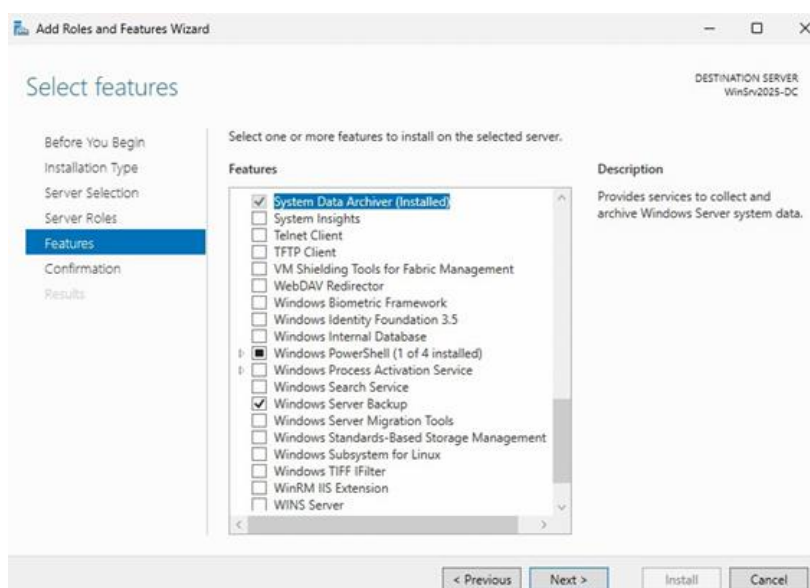 Add Roles and Features Wizard
Select features
DESTINATION SERVER
WinSrv2025-DC
Before You Begin
Installation Type
Server Selection
Server Roles
Features
Confirmation
Results
Select one or more features to install on the selected server.
Features
System Data Archiver (Installed)
System Insights
Telnet Client
TFTP Client
VM Shielding Tools for Fabric Management
WebDAV Redirector
Windows Biometric Framework
Windows Identity Foundation 3.5
Windows Internal Database
Windows PowerShell (1 of 4 installed)
Windows Process Activation Service
Windows Search Service
Windows Server Backup
Windows Server Migration Tools
Windows Standards-Based Storage Management
Windows Subsystem for Linux
Windows TIFF IFilter
WinRM IIS Extension
WINS Server
Description
Provides services to collect and
archive Windows Server system data.
< Previous
Next >
Install
Cancel